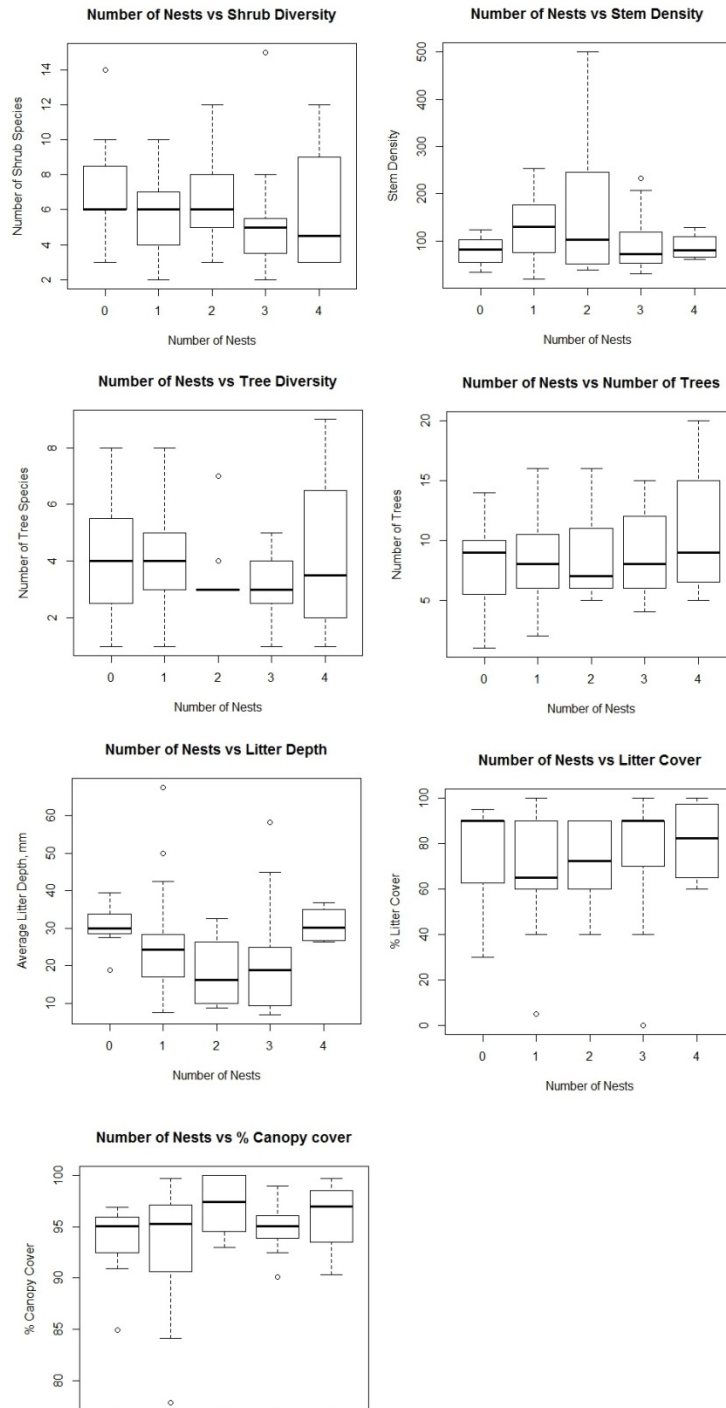 Number of Nests vs Shrub Diversity
Number of Shrub Species
14
12
10
8
6
4
2
0 1 2 3 4
Number of Nests
Number of Nests vs Stem Density
Stem Density
500
400
300
200
100
0 1 2 3 4
Number of Nests
Number of Nests vs Tree Diversity
Number of Tree Species
8
6
4
2
0 1 2 3 4
Number of Nests
Number of Nests vs Number of Trees
Number of Trees
20
15
10
5
0 1 2 3 4
Number of Nests
Number of Nests vs Litter Depth
Average Litter Depth, mm
60
50
40
30
20
10
0 1 2 3 4
Number of Nests
Number of Nests vs Litter Cover
% Litter Cover
100
80
60
40
20
0
0 1 2 3 4
Number of Nests
Number of Nests vs % Canopy cover
% Canopy Cover
100
95
90
85
80